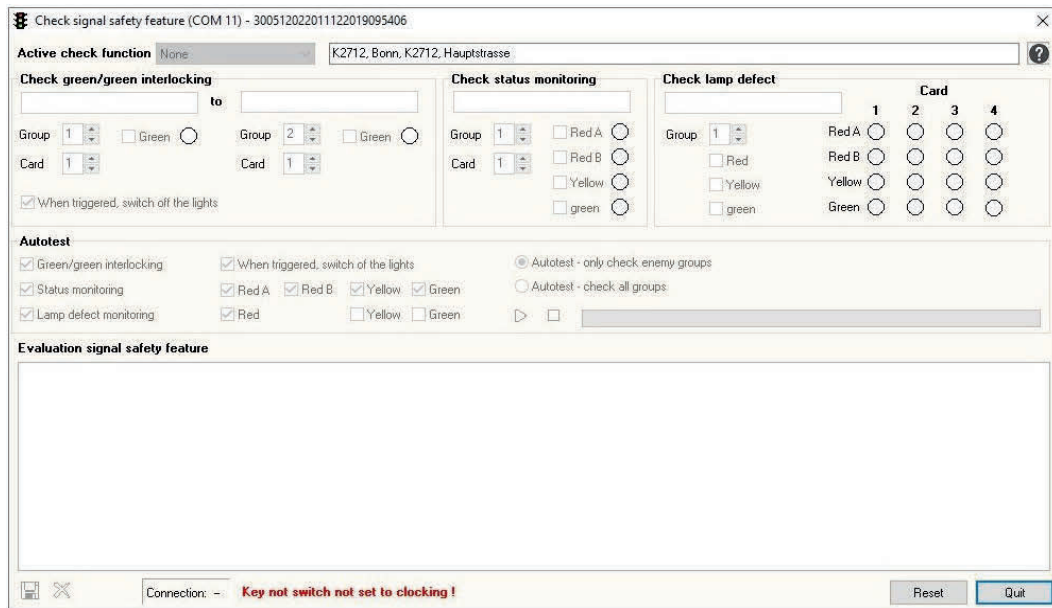 Check signal safety feature (COM 11) - 300512022011122019095406
Active check function None K2712, Bonn, K2712, Hauptstrasse ?
Check green/green interlocking
to
Group 1 Green Group 2 Green
Card 1 Card 1
When triggered, switch off the lights
Check status monitoring
Group 1 Red A
Card 1 Red B
Yellow
green
Check lamp defect
Card
1 2 3 4
Group 1 Red A
Red Red B
Yellow Yellow
green Green
Autotest
Green/green interlocking When triggered, switch of the lights Autotest - only check enemy groups
Status monitoring Red A Red B Yellow Green Autotest - check all groups
Lamp defect monitoring Red Yellow Green
Evaluation signal safety feature
Connection: - Key not switch not set to clocking ! Reset Quit